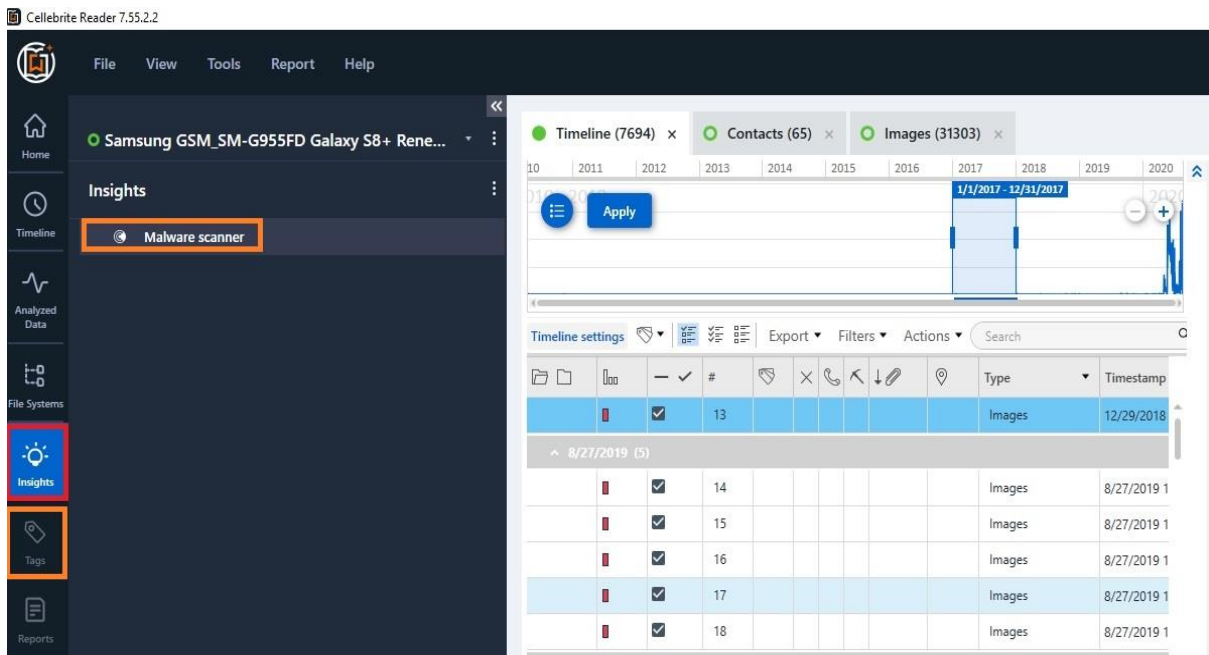 Cellebrite Reader 7.55.2.2
File View Tools Report Help
Home
Timeline
Analyzed
Data
File Systems
Insights
Tags
Reports
Samsung GSM_SM-G955FD Galaxy S8+ Rene...
Insights
Malware scanner
Timeline (7694) × Contacts (65) × Images (31303) ×
10 2011 2012 2013 2014 2015 2016 2017 2018 2019 2020
1/1/2017 - 12/31/2017
Apply
Timeline settings Export Filters Actions Search
# Type Timestamp
13 Images 12/29/2018
8/27/2019 (5)
14 Images 8/27/2019 1
15 Images 8/27/2019 1
16 Images 8/27/2019 1
17 Images 8/27/2019 1
18 Images 8/27/2019 1